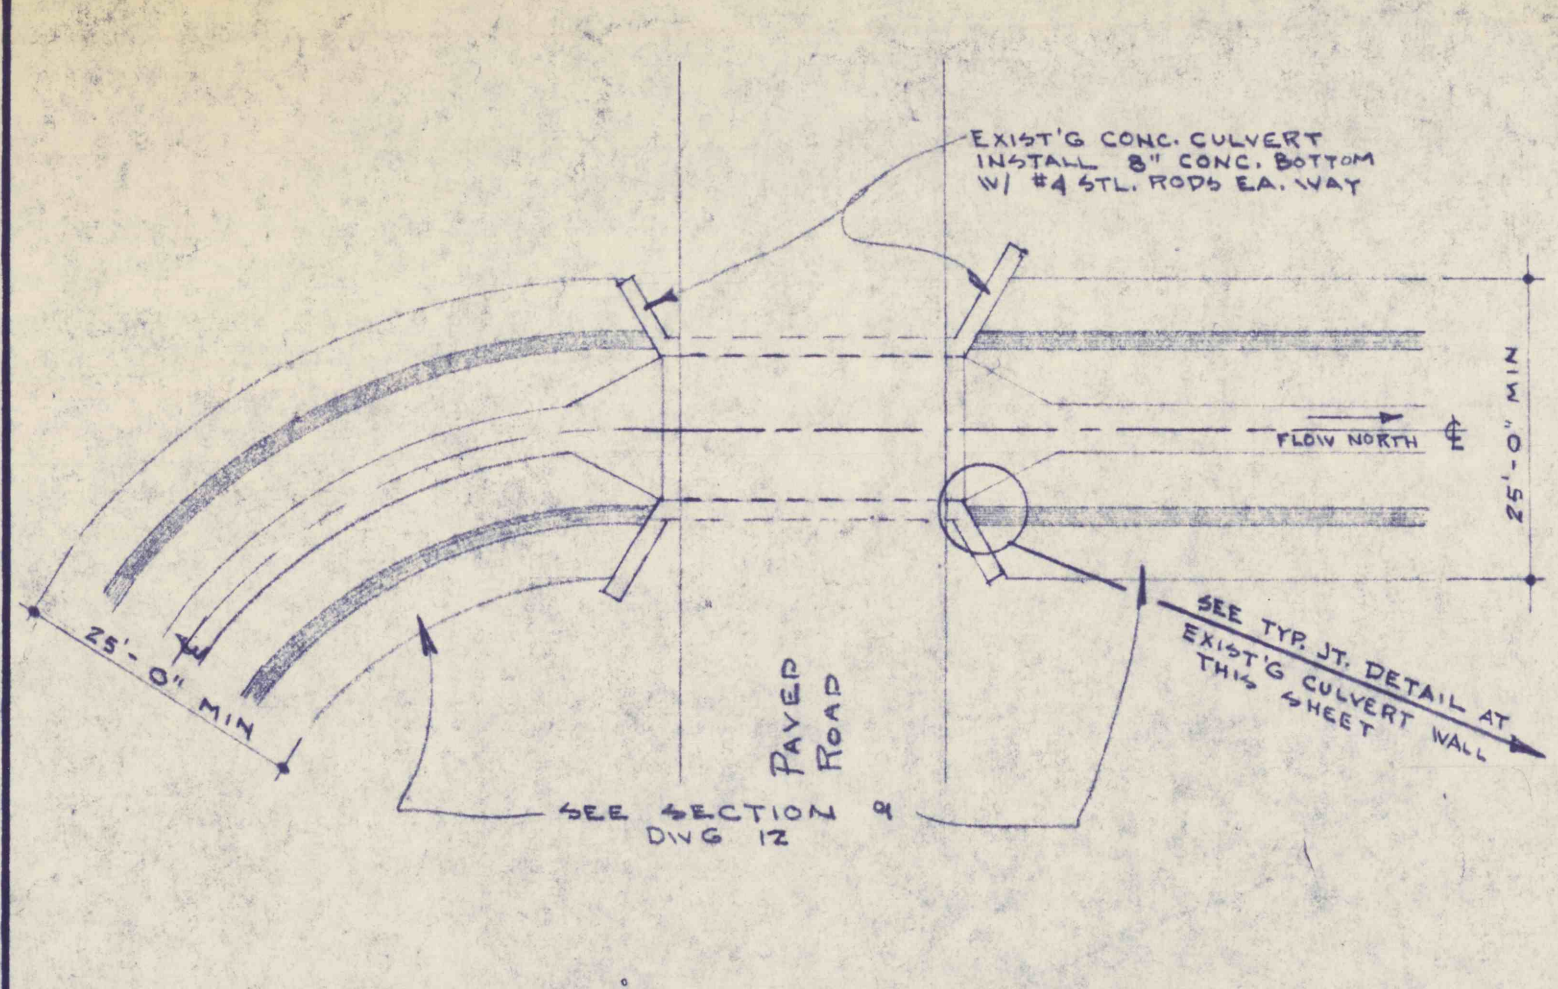 EXIST'G CONC. CULVERT
INSTALL 8" CONC. BOTTOM
W/ #4 STL. RODS EA. WAY
FLOW NORTH ℄
25'-0" MIN
25'-0" MIN
SEE TYP. JT. DETAIL AT
EXIST'G CULVERT WALL
THIS SHEET
PAVED
ROAD
SEE SECTION 9
DWG 12